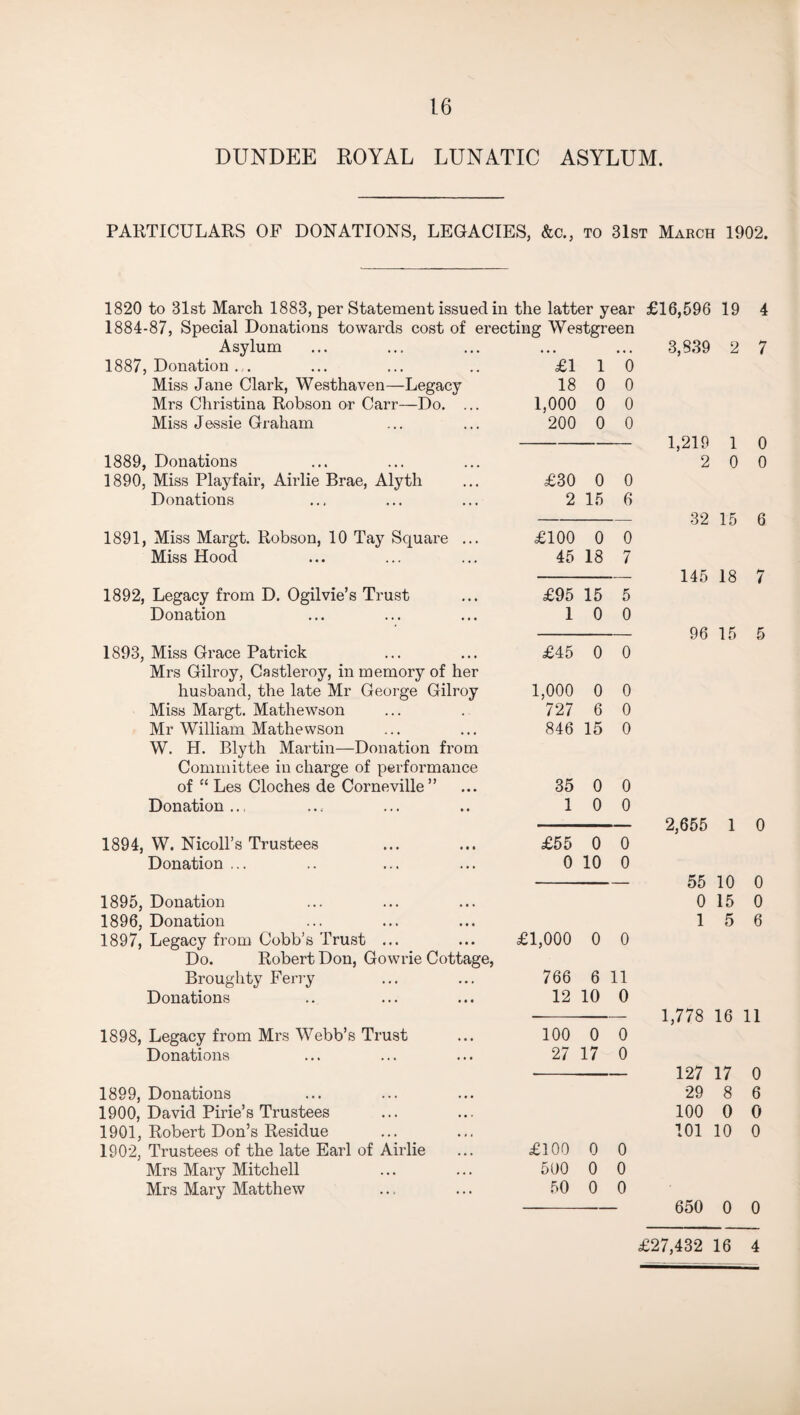 16
DUNDEE ROYAL LUNATIC ASYLUM.
PARTICULARS OF DONATIONS, LEGACIES, &c., TO 31ST MARCH 1902.
1820 to 31st March 1883, per Statement issued in the latter year £16,596 19 4
1884-87, Special Donations towards cost of erecting Westgreen
Asylum ... ... ... ... ... 3,839 2 7
1887, Donation ... ... ... .. £1 1 0
Miss Jane Clark, Westhaven—Legacy 18 0 0
Mrs Christina Robson or Carr—Do. ... 1,000 0 0
Miss Jessie Graham ... ... 200 0 0
1,219 1 0
1889, Donations ... ... ... 2 0 0
1890, Miss Playfair, Airlie Brae, Alyth ... £30 0 0
Donations ... ... ... 2 15 6
32 15 6
1891, Miss Margt. Robson, 10 Tay Square ... £100 0 0
Miss Hood ... ... ... 45 18 7
145 18 7
1892, Legacy from D. Ogilvie's Trust ... £95 15 5
Donation ... ... ... 1 0 0
96 15 5
1893, Miss Grace Patrick ... ... £45 0 0
Mrs Gilroy, Castleroy, in memory of her
husband, the late Mr George Gilroy 1,000 0 0
Miss Margt. Mathewson ... . 727 6 0
Mr William Mathewson ... ... 846 15 0
W. H. Blyth Martin—Donation from
Committee in charge of performance
of “Les Cloches de Corneville” ... 35 0 0
Donation ... ... ... .. 1 0 0
2,655 1 0
1894, W. Nicoll's Trustees ... ... £55 0 0
Donation ... .. ... ... 0 10 0
55 10 0
1895, Donation ... ... ... 0 15 0
1896, Donation ... ... ... 1 5 6
1897, Legacy from Cobb's Trust ... ... £1,000 0 0
Do. Robert Don, Gowrie Cottage,
Broughty Ferry ... ... 766 6 11
Donations .. ... ... 12 10 0
1,778 16 11
1898, Legacy from Mrs Webb's Trust ... 100 0 0
Donations ... ... ... 27 17 0
127 17 0
1899, Donations ... ... ... 29 8 6
1900, David Pirie's Trustees ... ... 100 0 0
1901, Robert Don's Residue ... ... 101 10 0
1902, Trustees of the late Earl of Airlie ... £100 0 0
Mrs Mary Mitchell ... ... 500 0 0
Mrs Mary Matthew ... ... 50 0 0
650 0 0
£27,432 16 4